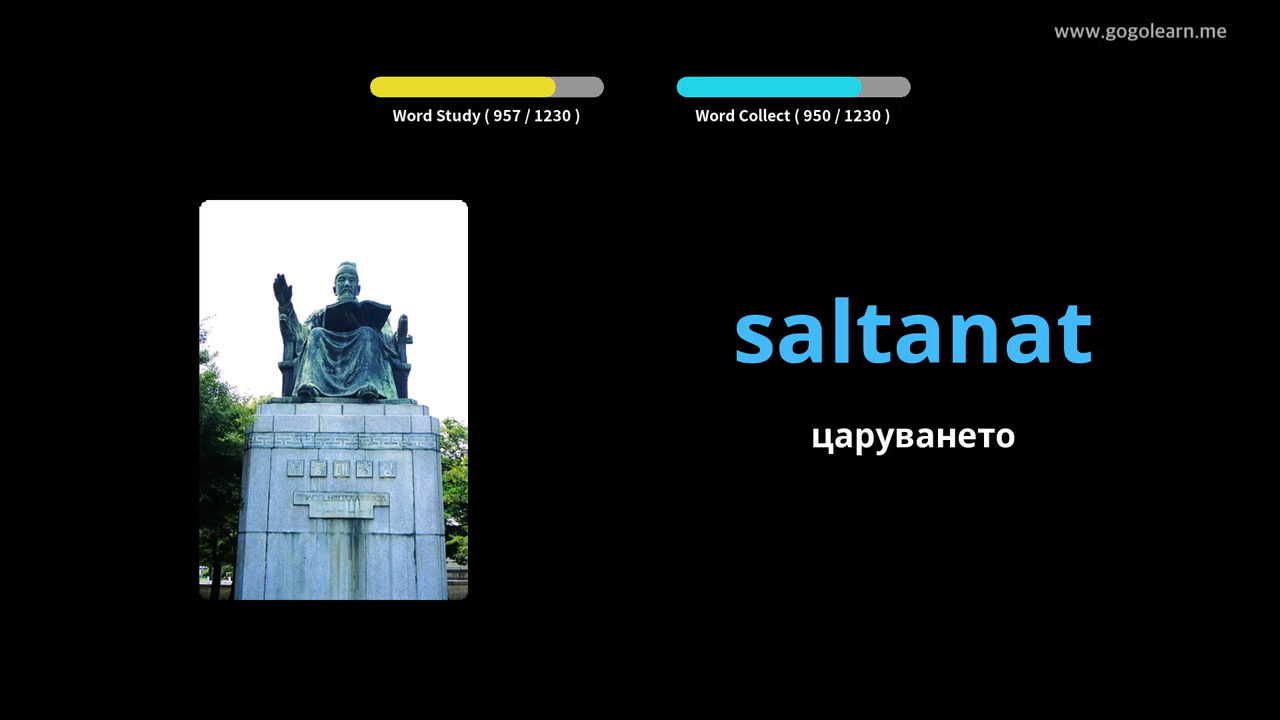 www.gogolearn.me
Word Study ( 957 / 1230 )
Word Collect ( 950 / 1230 )
saltanat
царуването